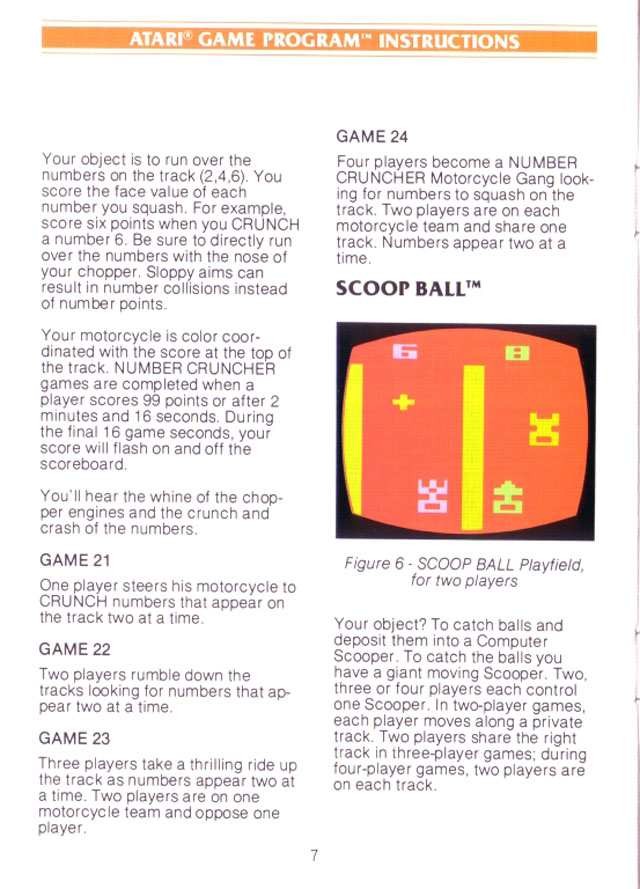 ATARI® GAME PROGRAM™ INSTRUCTIONS
Your object is to run over the
numbers on the track (2,4,6). You
score the face value of each
number you squash. For example,
score six points when you CRUNCH
a number 6. Be sure to directly run
over the numbers with the nose of
your chopper. Sloppy aims can
result in number collisions instead
of number points.
Your motorcycle is color coor-
dinated with the score at the top of
the track. NUMBER CRUNCHER
games are completed when a
player scores 99 points or after 2
minutes and 16 seconds. During
the final 16 game seconds, your
score will flash on and off the
scoreboard.
You'll hear the whine of the chop-
per engines and the crunch and
crash of the numbers.
GAME 21
One player steers his motorcycle to
CRUNCH numbers that appear on
the track two at a time.
GAME 22
Two players rumble down the
tracks looking for numbers that ap-
pear two at a time.
GAME 23
Three players take a thrilling ride up
the track as numbers appear two at
a time. Two players are on one
motorcycle team and oppose one
player.
GAME 24
Four players become a NUMBER
CRUNCHER Motorcycle Gang look-
ing for numbers to squash on the
track. Two players are on each
motorcycle team and share one
track. Numbers appear two at a
time.
SCOOP BALL™
6 8
Figure 6 - SCOOP BALL Playfield,
for two players
Your object? To catch balls and
deposit them into a Computer
Scooper. To catch the balls you
have a giant moving Scooper. Two,
three or four players each control
one Scooper. In two-player games,
each player moves along a private
track. Two players share the right
track in three-player games; during
four-player games, two players are
on each track.
7